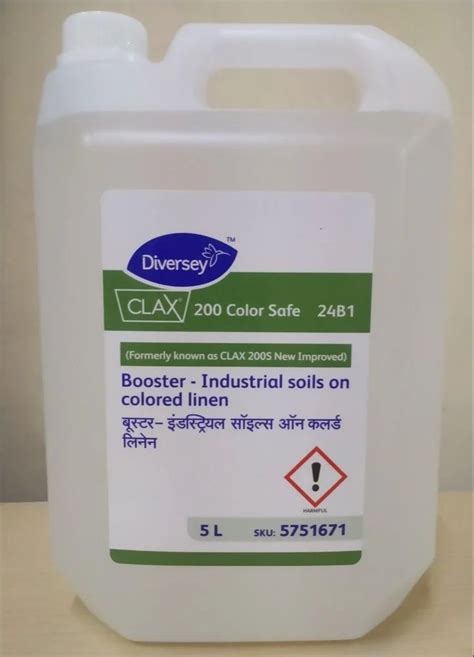 Diversey™
CLAX® 200 Color Safe 24B1
(Formerly known as CLAX 200S New Improved)
Booster - Industrial soils on
colored linen
बूस्टर– इंडस्ट्रियल सॉइल्स ऑन कलर्ड
लिनेन
HARMFUL
5 L SKU: 5751671